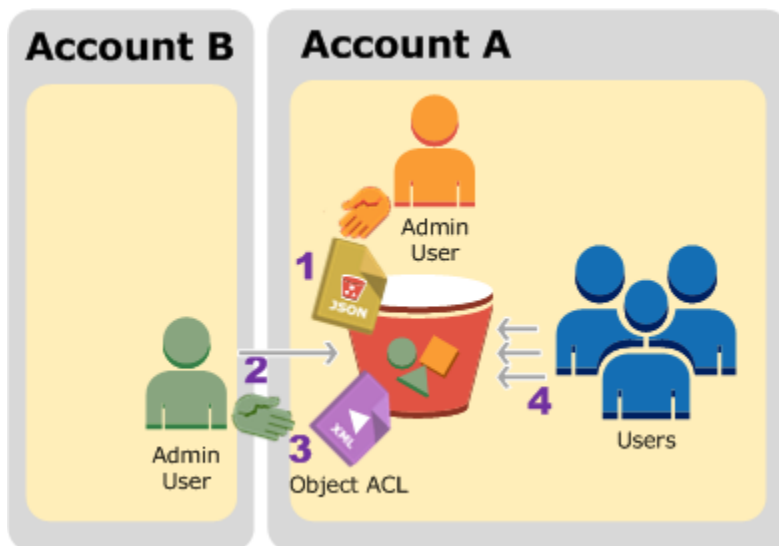 Account B
Account A
Admin
User
1
JSON
2
4
3
XML
Admin
User
Object ACL
Users